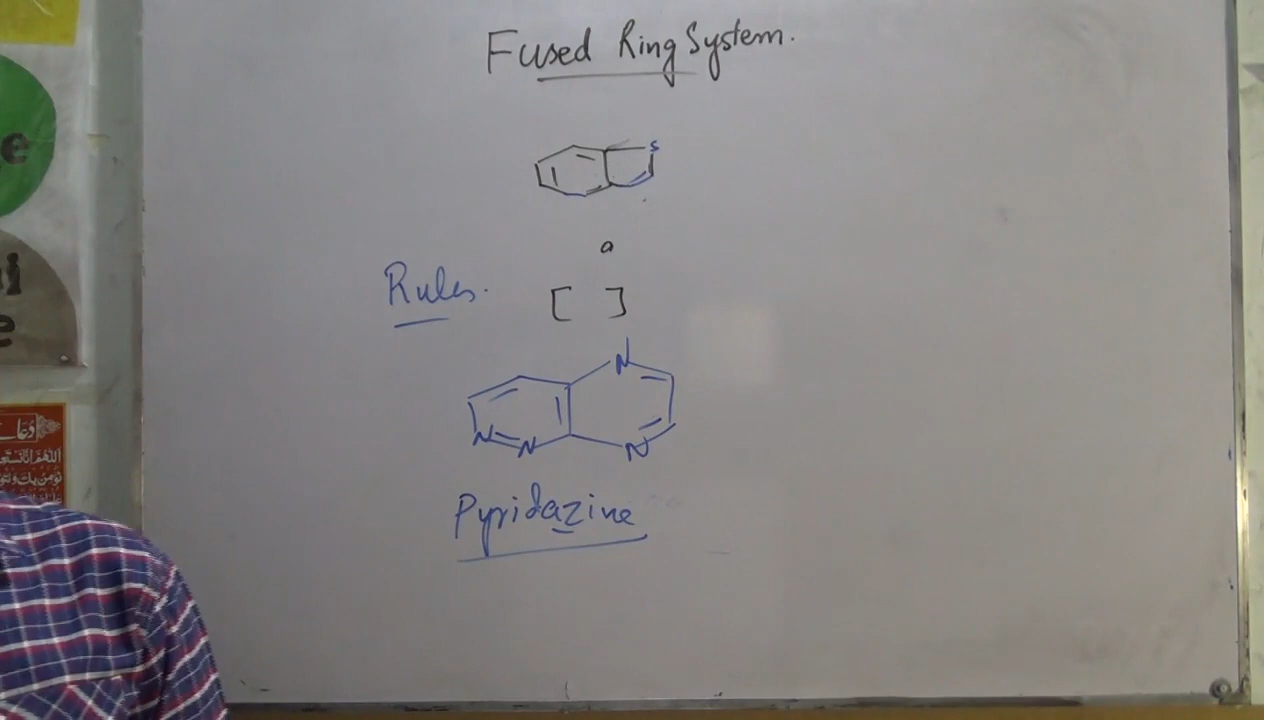 Fused Ring System.
S
a
Rules.
[ ]
N
N
N
N
Pyridazine
e
e
دُعَا